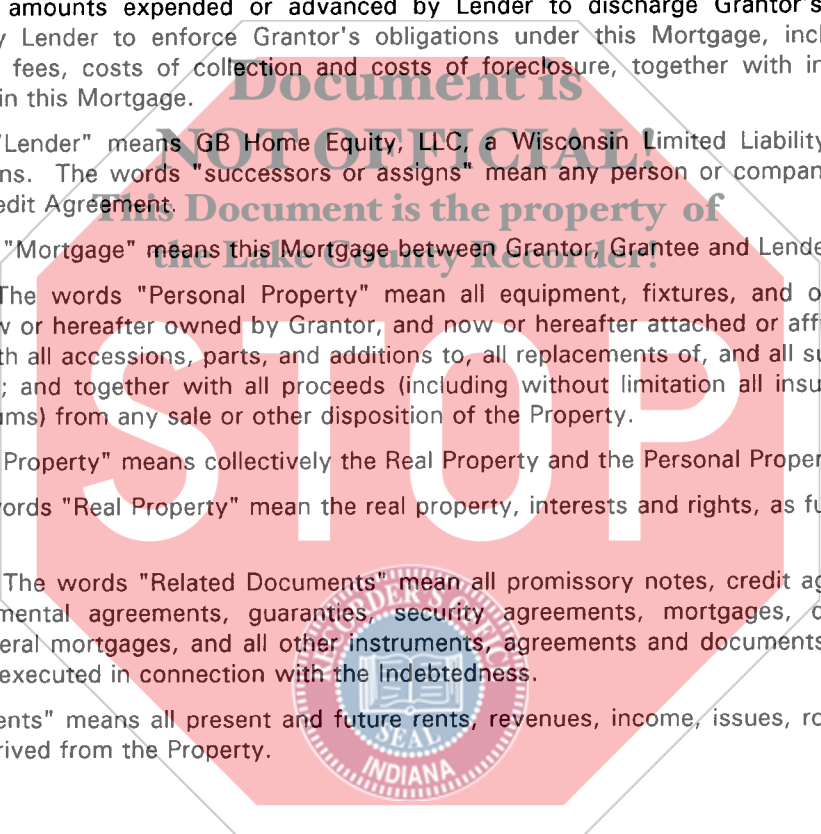 amounts expended or advanced by Lender to discharge Grantor's
Lender to enforce Grantor's obligations under this Mortgage, incl
fees, costs of collection and costs of foreclosure, together with in
in this Mortgage.
"Lender" means GB Home Equity, LLC, a Wisconsin Limited Liability
ns. The words "successors or assigns" mean any person or compan
edit Agreement.
"Mortgage" means this Mortgage between Grantor, Grantee and Lende
The words "Personal Property" mean all equipment, fixtures, and o
w or hereafter owned by Grantor, and now or hereafter attached or aff
th all accessions, parts, and additions to, all replacements of, and all su
; and together with all proceeds (including without limitation all insu
ums) from any sale or other disposition of the Property.
Property" means collectively the Real Property and the Personal Proper
ords "Real Property" mean the real property, interests and rights, as fu
The words "Related Documents" mean all promissory notes, credit ag
mental agreements, guaranties, security agreements, mortgages, d
eral mortgages, and all other instruments, agreements and documents
executed in connection with the Indebtedness.
ents" means all present and future rents, revenues, income, issues, ro
rived from the Property.
Document is
NOT OFFICIAL!
This Document is the property of
the Lake County Recorder!
STOP
RECORDER'S OFFICE
SEAL
INDIANA